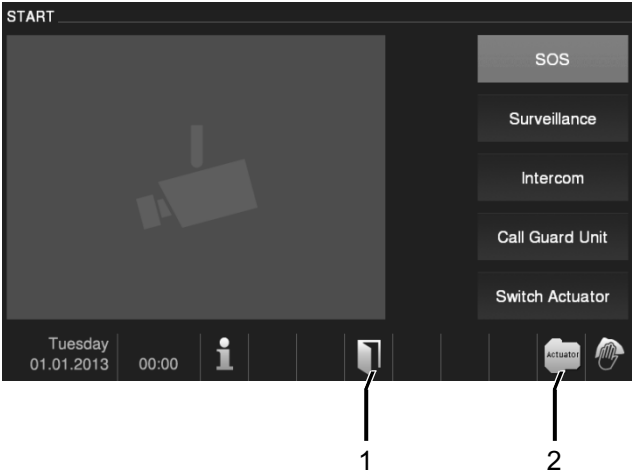 START
SOS
Surveillance
Intercom
Call Guard Unit
Switch Actuator
Tuesday
01.01.2013
00:00
Actuator
1
2